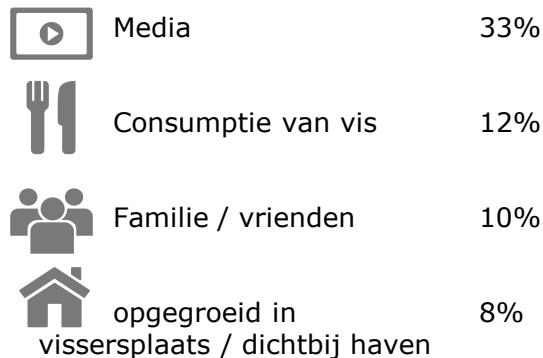 Media 33%
Consumptie van vis 12%
Familie / vrienden 10%
opgegroeid in 8%
vissersplaats / dichtbij haven